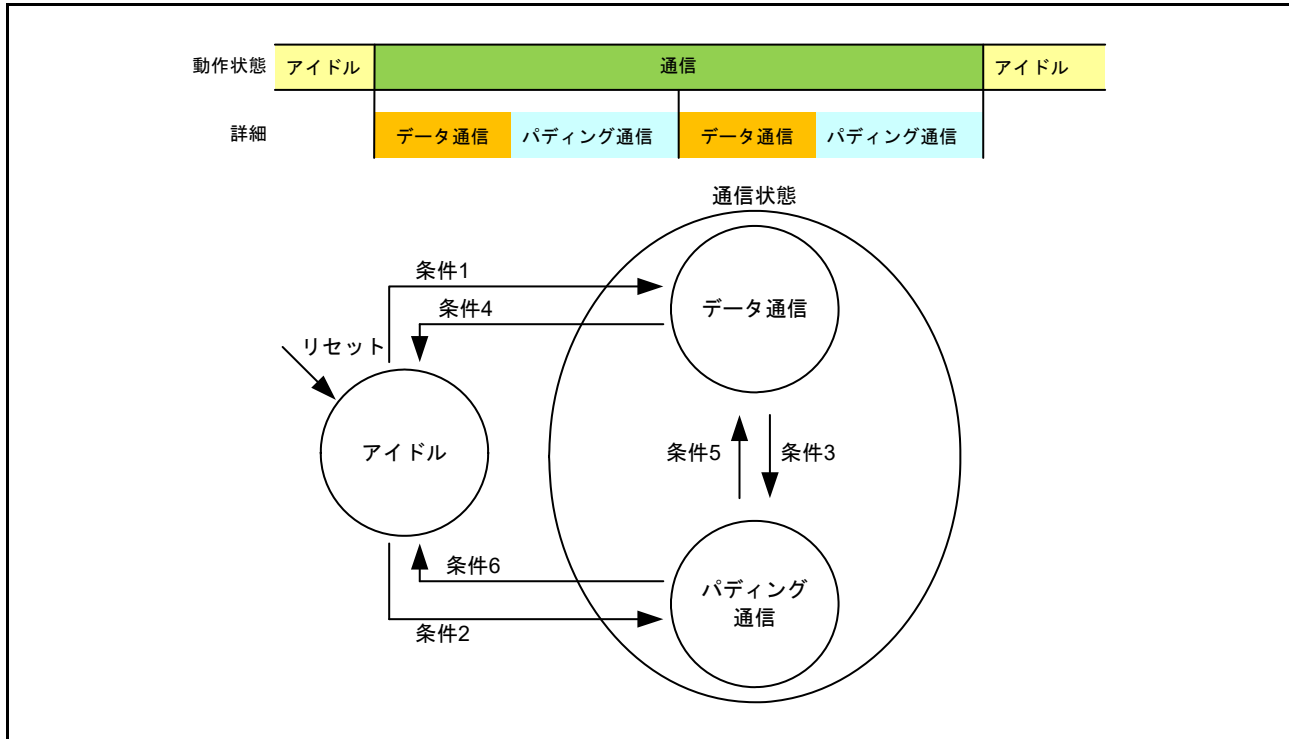 動作状態 アイドル 通信 アイドル
詳細 データ通信 パディング通信 データ通信 パディング通信
通信状態
条件1
データ通信
条件4
リセット
アイドル
条件5 条件3
条件6
パディング
通信
条件2